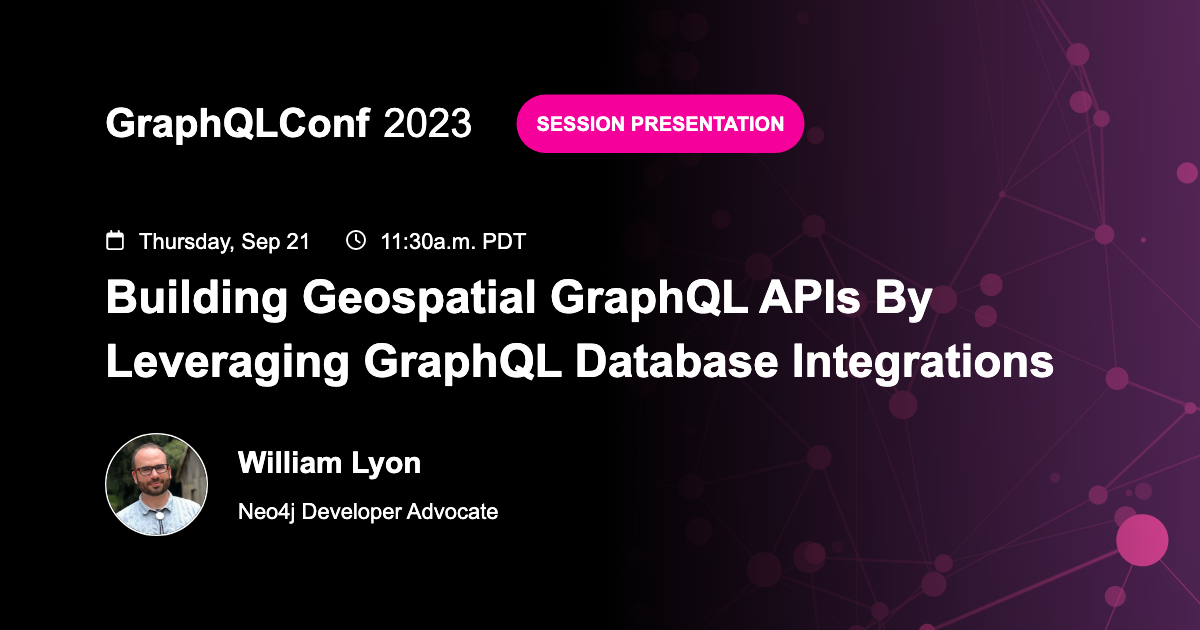 GraphQLConf 2023
SESSION PRESENTATION
Thursday, Sep 21
11:30a.m. PDT
Building Geospatial GraphQL APIs By
Leveraging GraphQL Database Integrations
William Lyon
Neo4j Developer Advocate